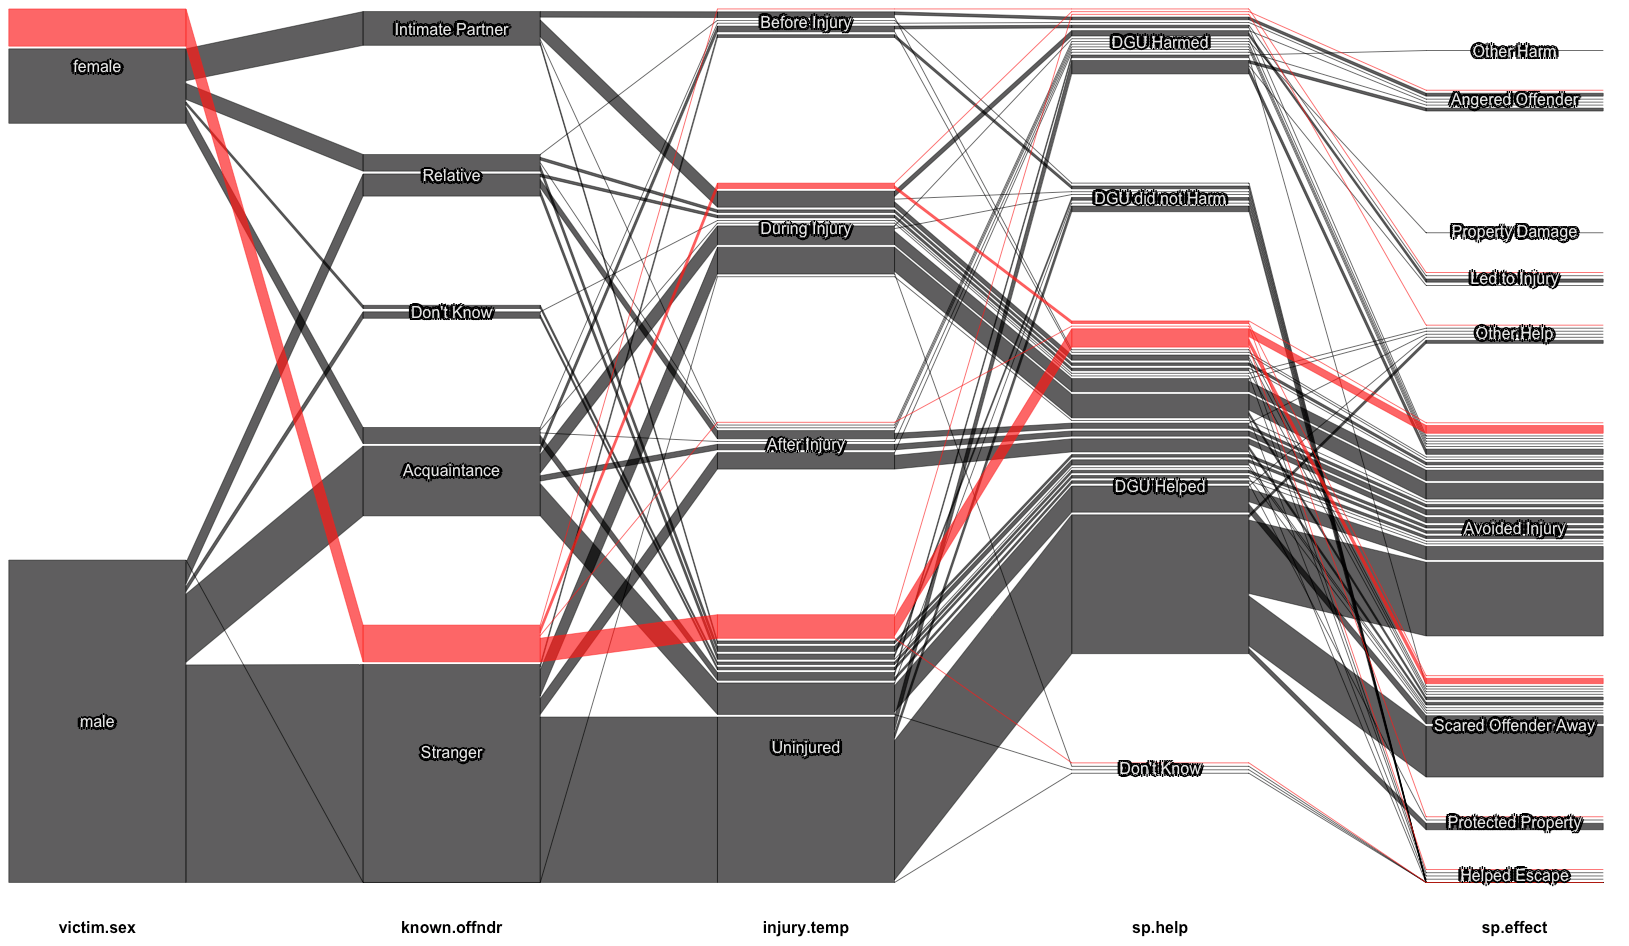 female
male
Intimate Partner
Relative
Don't Know
Acquaintance
Stranger
Before Injury
During Injury
After Injury
Uninjured
DGU Harmed
DGU did not Harm
DGU Helped
Don't Know
Other Harm
Angered Offender
Property Damage
Led to Injury
Other Help
Avoided Injury
Scared Offender Away
Protected Property
Helped Escape
victim.sex
known.offndr
injury.temp
sp.help
sp.effect